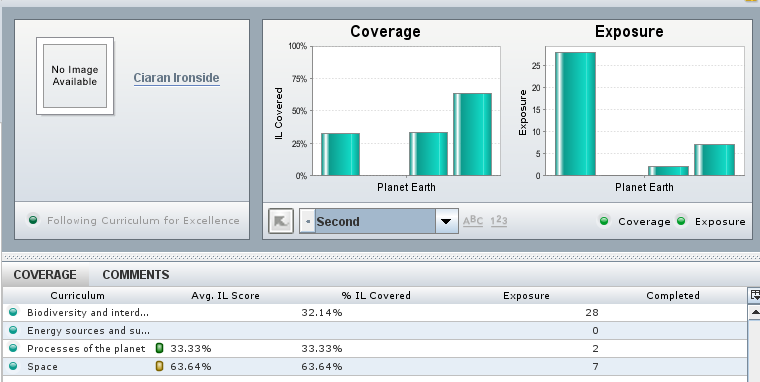 No Image
Available
Ciaran Ironside
Following Curriculum for Excellence
Coverage
100%
75%
50%
25%
0%
IL Covered
Planet Earth
Exposure
25
20
15
10
5
0
Exposure
Planet Earth
« Second
ABC 123
Coverage Exposure
COVERAGE COMMENTS
Curriculum Avg. IL Score % IL Covered Exposure Completed
Biodiversity and interd... 32.14% 28
Energy sources and su... 0
Processes of the planet 33.33% 33.33% 2
Space 63.64% 63.64% 7